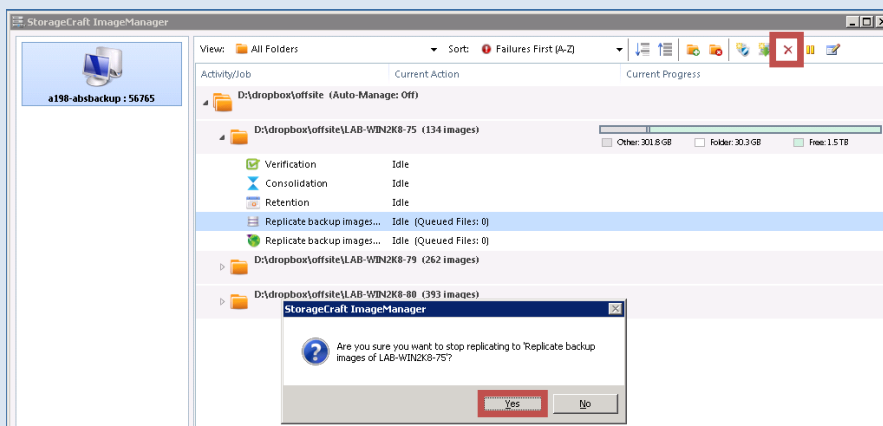 StorageCraft ImageManager
a198-absbackup : 56765
View: All Folders Sort: Failures First (A-Z)
Activity/Job Current Action Current Progress
D:\dropbox\offsite (Auto-Manage: Off)
D:\dropbox\offsite\LAB-WIN2K8-75 (134 images)
Other: 301.8 GB Folder: 30.3 GB Free: 1.5 TB
Verification Idle
Consolidation Idle
Retention Idle
Replicate backup images... Idle (Queued Files: 0)
Replicate backup images... Idle (Queued Files: 0)
D:\dropbox\offsite\LAB-WIN2K8-79 (262 images)
D:\dropbox\offsite\LAB-WIN2K8-80 (393 images)
StorageCraft ImageManager
Are you sure you want to stop replicating to 'Replicate backup
images of LAB-WIN2K8-75'?
Yes No